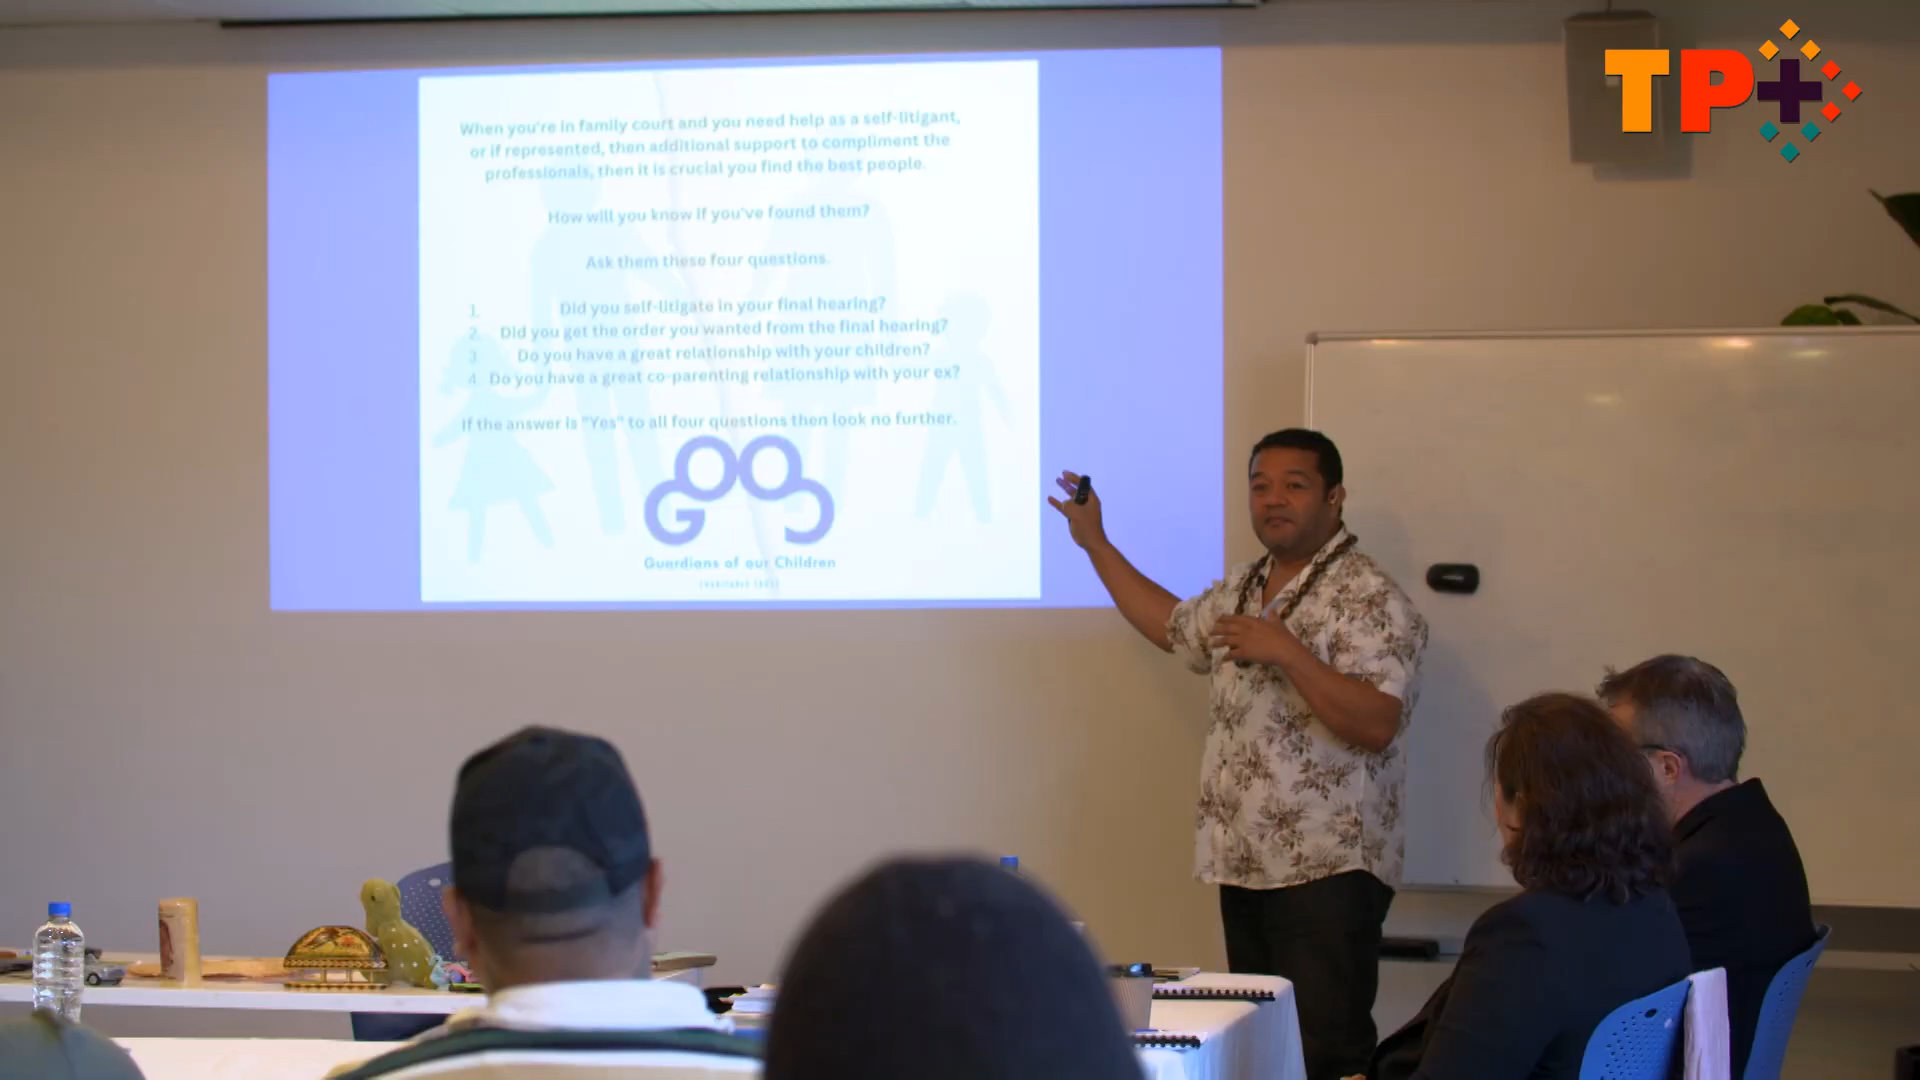 TP+
When you're in family court and you need help as a self-litigant,
or if represented, then additional support to compliment the
professionals, then it is crucial you find the best people.
How will you know if you've found them?
Ask them these four questions.
1. Did you self-litigate in your final hearing?
2. Did you get the order you wanted from the final hearing?
3. Do you have a great relationship with your children?
4. Do you have a great co-parenting relationship with your ex?
If the answer is "Yes" to all four questions then look no further.
Guardians of our Children
CHARITABLE TRUST